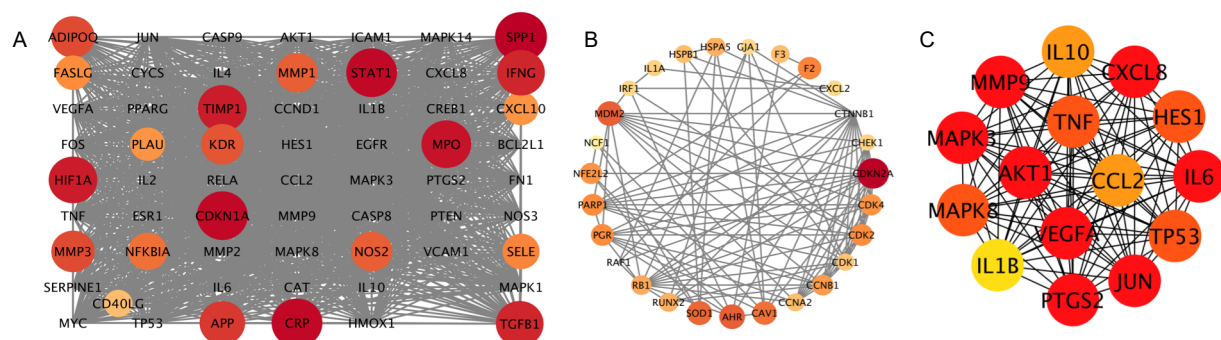 A
ADIPOQ JUN CASP9 AKT1 ICAM1 MAPK14 SPP1
FASLG CYCS IL4 MMP1 STAT1 CXCL8 IFNG
VEGFA PPARG TIMP1 CCND1 IL1B CREB1 CXCL10
FOS PLAU KDR HES1 EGFR MPO BCL2L1
HIF1A IL2 RELA CCL2 MAPK3 PTGS2 FN1
TNF ESR1 CDKN1A MMP9 CASP8 PTEN NOS3
MMP3 NFKBIA MMP2 MAPK8 NOS2 VCAM1 SELE
SERPINE1 CD40LG IL6 CAT IL10 MAPK1
MYC TP53 APP CRP HMOX1 TGFB1
B
HSPB1 HSPA5 GJA1 F3 F2
IL1A
IRF1 CXCL2
MDM2 CTNNB1
NCF1 CHEK1
NFE2L2 CDKN2A
PARP1 CDK4
PGR CDK2
RAF1 CDK1
RB1 CCNB1
RUNX2 CCNA2
SOD1 AHR CAV1
C
IL10
MMP9 CXCL8
TNF HES1
MAPK3
AKT1 CCL2 IL6
MAPK8
VEGFA TP53
IL1B
PTGS2 JUN